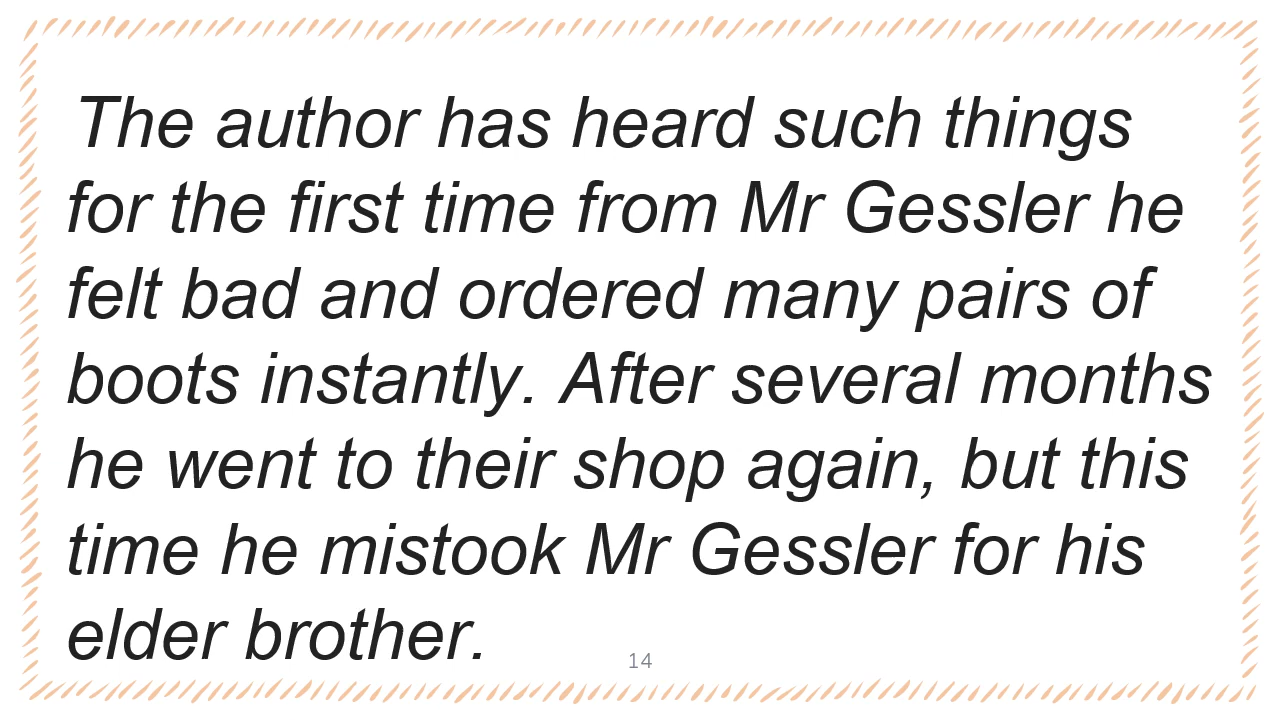 The author has heard such things
for the first time from Mr Gessler he
felt bad and ordered many pairs of
boots instantly. After several months
he went to their shop again, but this
time he mistook Mr Gessler for his
elder brother.
14